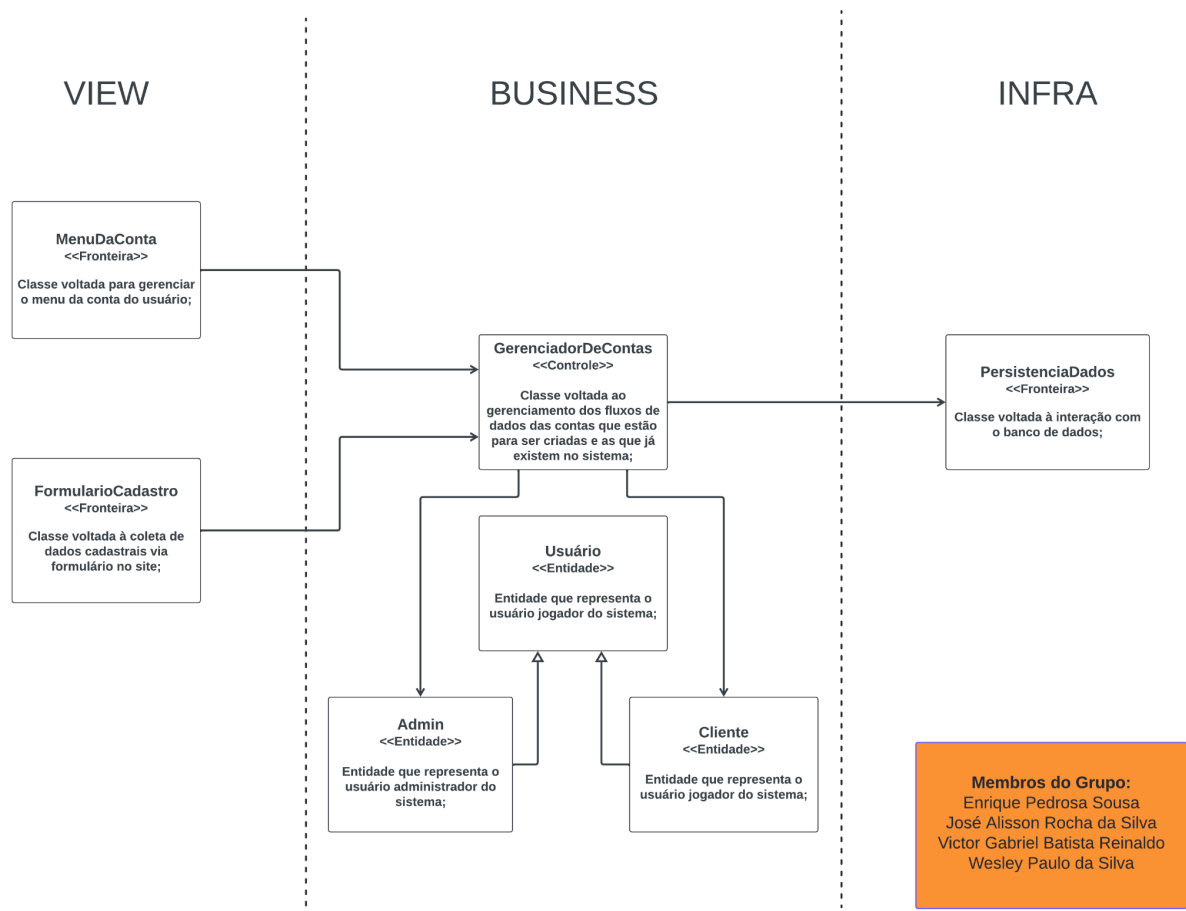 VIEW
BUSINESS
INFRA
MenuDaConta
<<Fronteira>>
Classe voltada para gerenciar
o menu da conta do usuário;
FormularioCadastro
<<Fronteira>>
Classe voltada à coleta de
dados cadastrais via
formulário no site;
GerenciadorDeContas
<<Controle>>
Classe voltada ao
gerenciamento dos fluxos de
dados das contas que estão
para ser criadas e as que já
existem no sistema;
Usuário
<<Entidade>>
Entidade que representa o
usuário jogador do sistema;
Admin
<<Entidade>>
Entidade que representa o
usuário administrador do
sistema;
Cliente
<<Entidade>>
Entidade que representa o
usuário jogador do sistema;
PersistenciaDados
<<Fronteira>>
Classe voltada à interação com
o banco de dados;
Membros do Grupo:
Enrique Pedrosa Sousa
José Alisson Rocha da Silva
Victor Gabriel Batista Reinaldo
Wesley Paulo da Silva